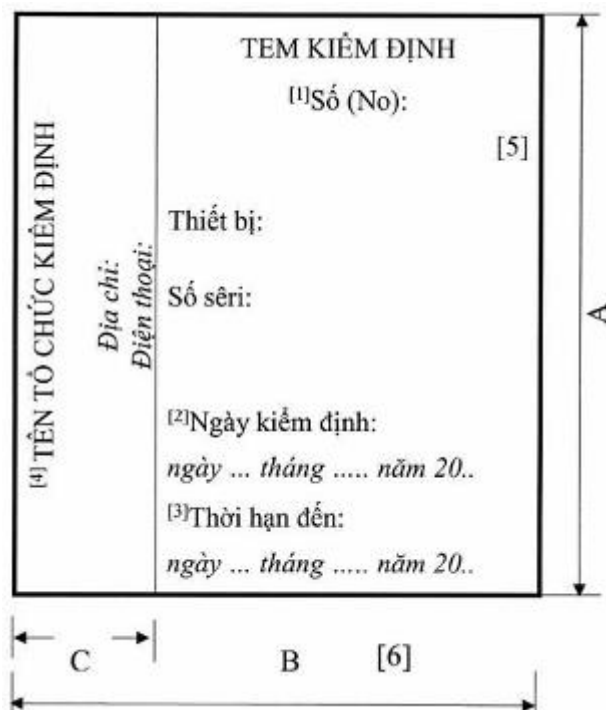 TEM KIỂM ĐỊNH
[1]Số (No):
[5]
Thiết bị:
Số sêri:
[2]Ngày kiểm định:
ngày ... tháng ..... năm 20..
[3]Thời hạn đến:
ngày ... tháng ..... năm 20..
[4] TÊN TỔ CHỨC KIỂM ĐỊNH
Địa chỉ:
Điện thoại:
A
C
B
[6]